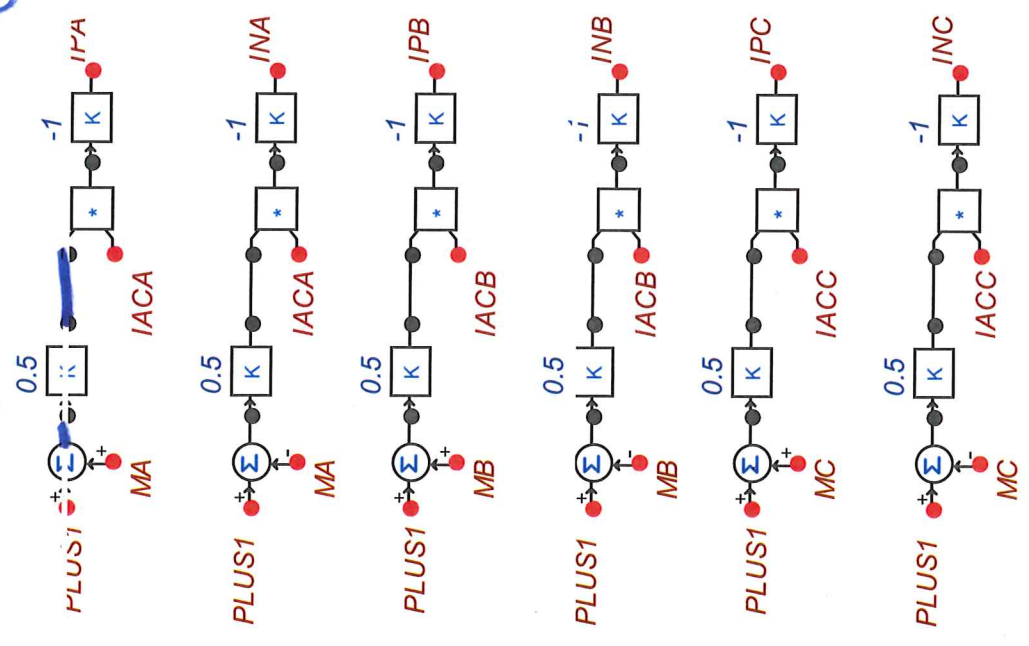 0.5 -1
PLUS1 + Σ * K IPA
+
MA IACA
0.5 -1
PLUS1 + Σ K * K INA
-
MA IACA
0.5 -1
PLUS1 + Σ K * K IPB
+
MB IACB
0.5 -1
PLUS1 + Σ K * K INB
-
MB IACB
0.5 -1
PLUS1 + Σ K * K IPC
+
MC IACC
0.5 -1
PLUS1 + Σ K * K INC
-
MC IACC